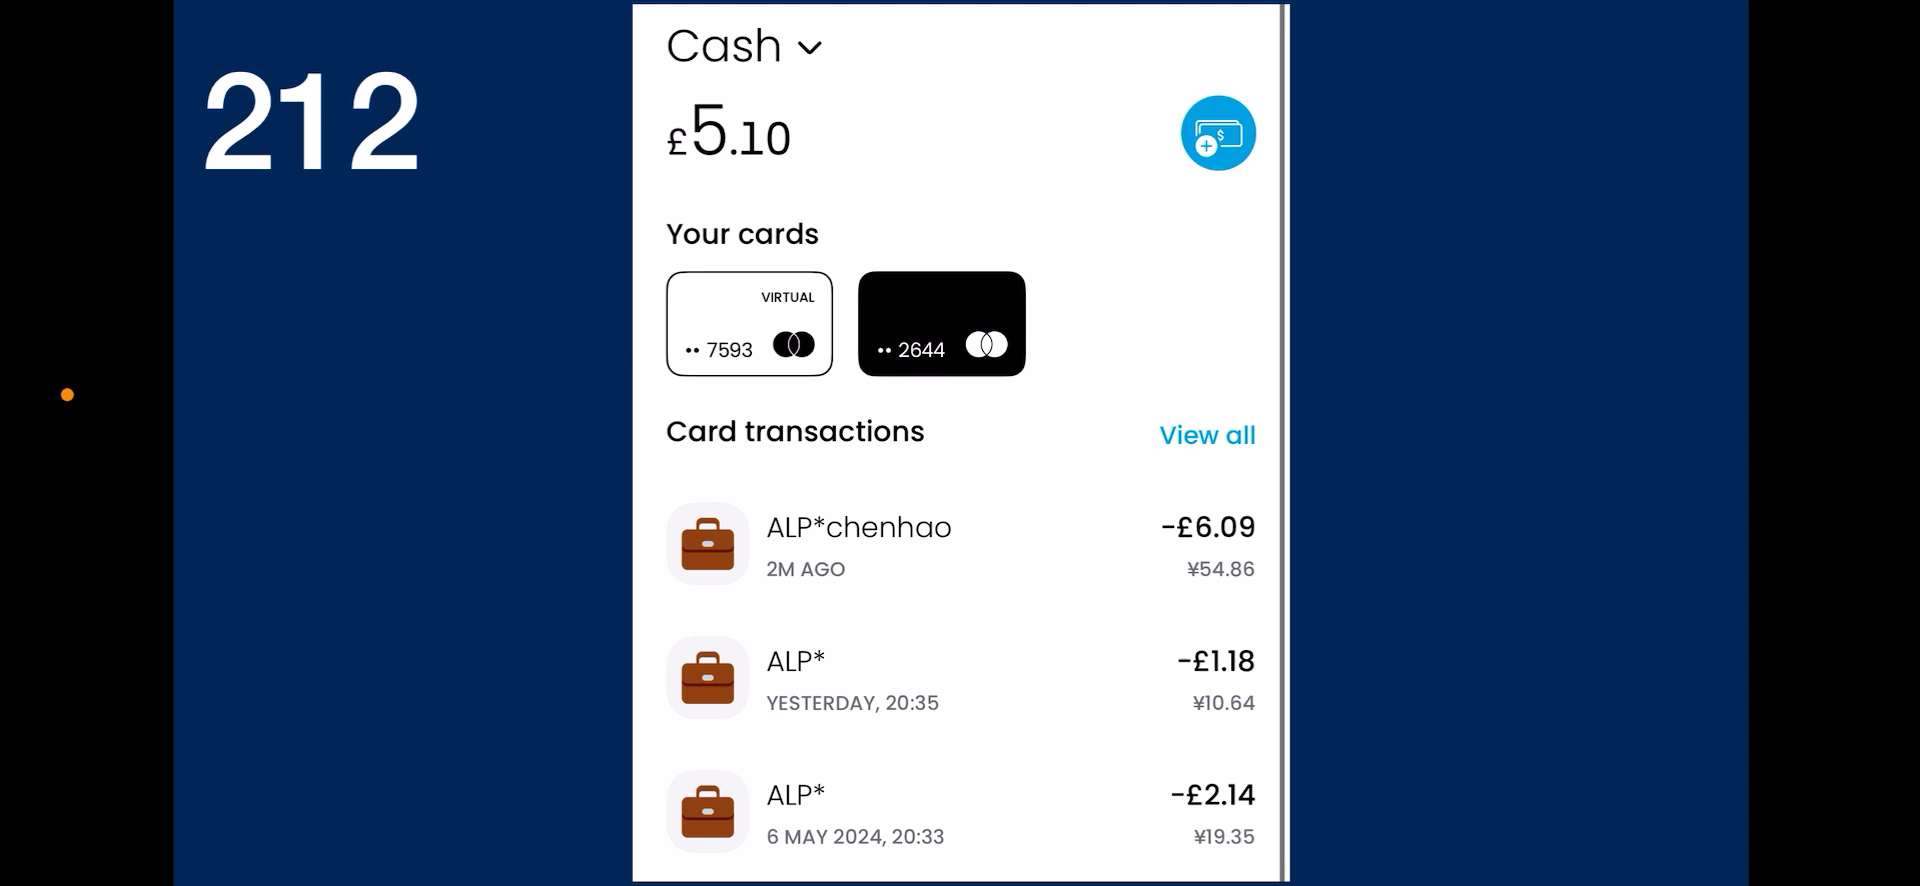 212
Cash
£5.10
$
Your cards
VIRTUAL
•• 7593
•• 2644
Card transactions
View all
ALP*chenhao
-£6.09
2M AGO
¥54.86
ALP*
-£1.18
YESTERDAY, 20:35
¥10.64
ALP*
-£2.14
6 MAY 2024, 20:33
¥19.35